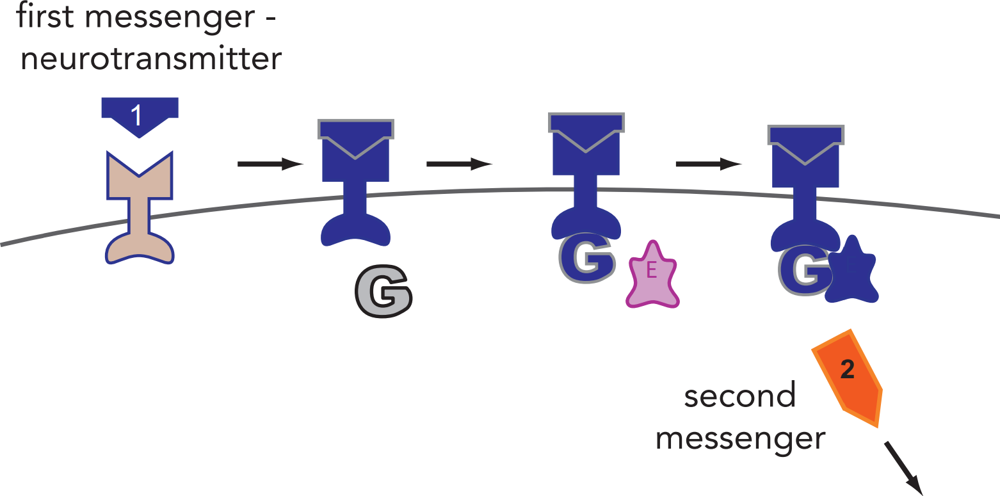 first messenger -
neurotransmitter
1
G
G
E
G
2
second
messenger